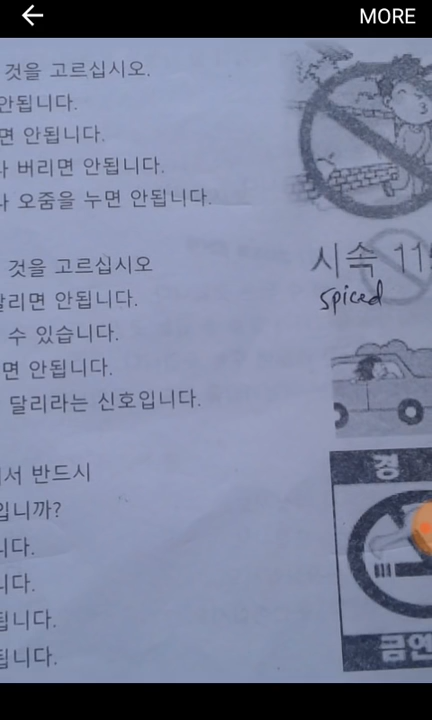 MORE
것을 고르십시오.
안됩니다.
면 안됩니다.
버리면 안됩니다.
오줌을 누면 안됩니다.
것을 고르십시오
달리면 안됩니다.
수 있습니다.
면 안됩니다.
달리라는 신호입니다.
시속 11
spiced
서 반드시
입니까?
니다.
니다.
됩니다.
됩니다.
경
금연